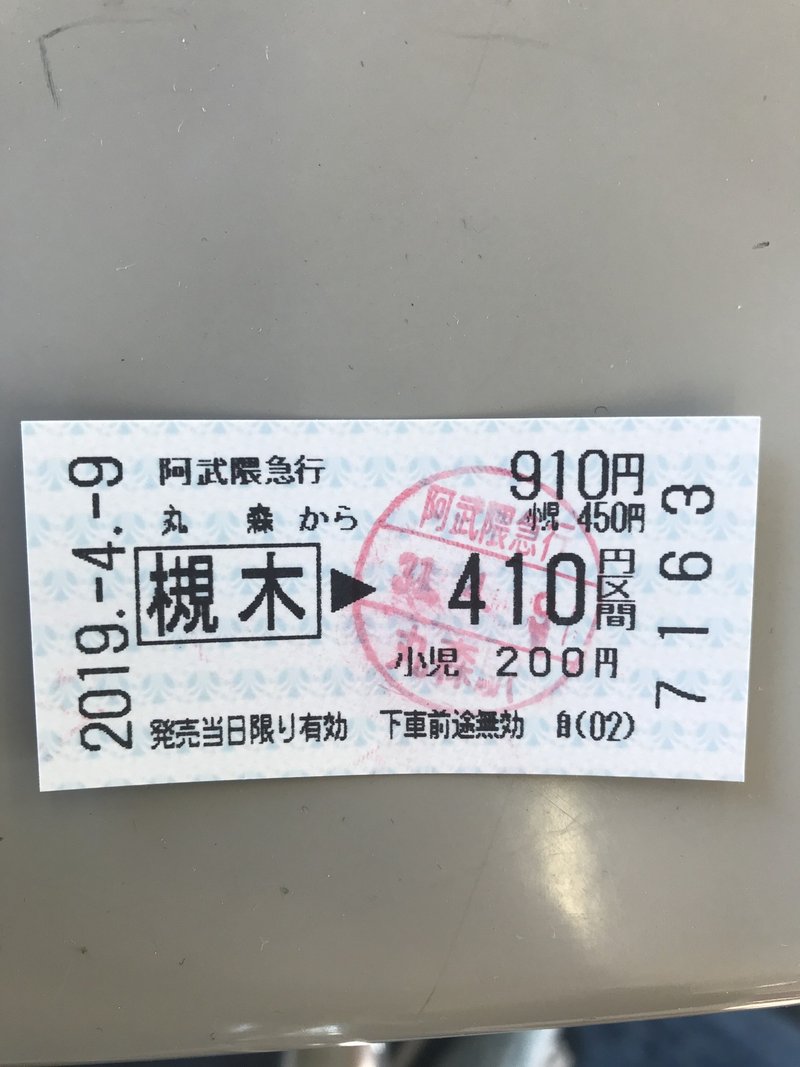 2019.-4.-9
阿武隈急行
910円
丸森から
小児 450円
槻木▶410円区間
小児 200円
発売当日限り有効 下車前途無効 自(02)
7163
阿武隈急行
丸森駅